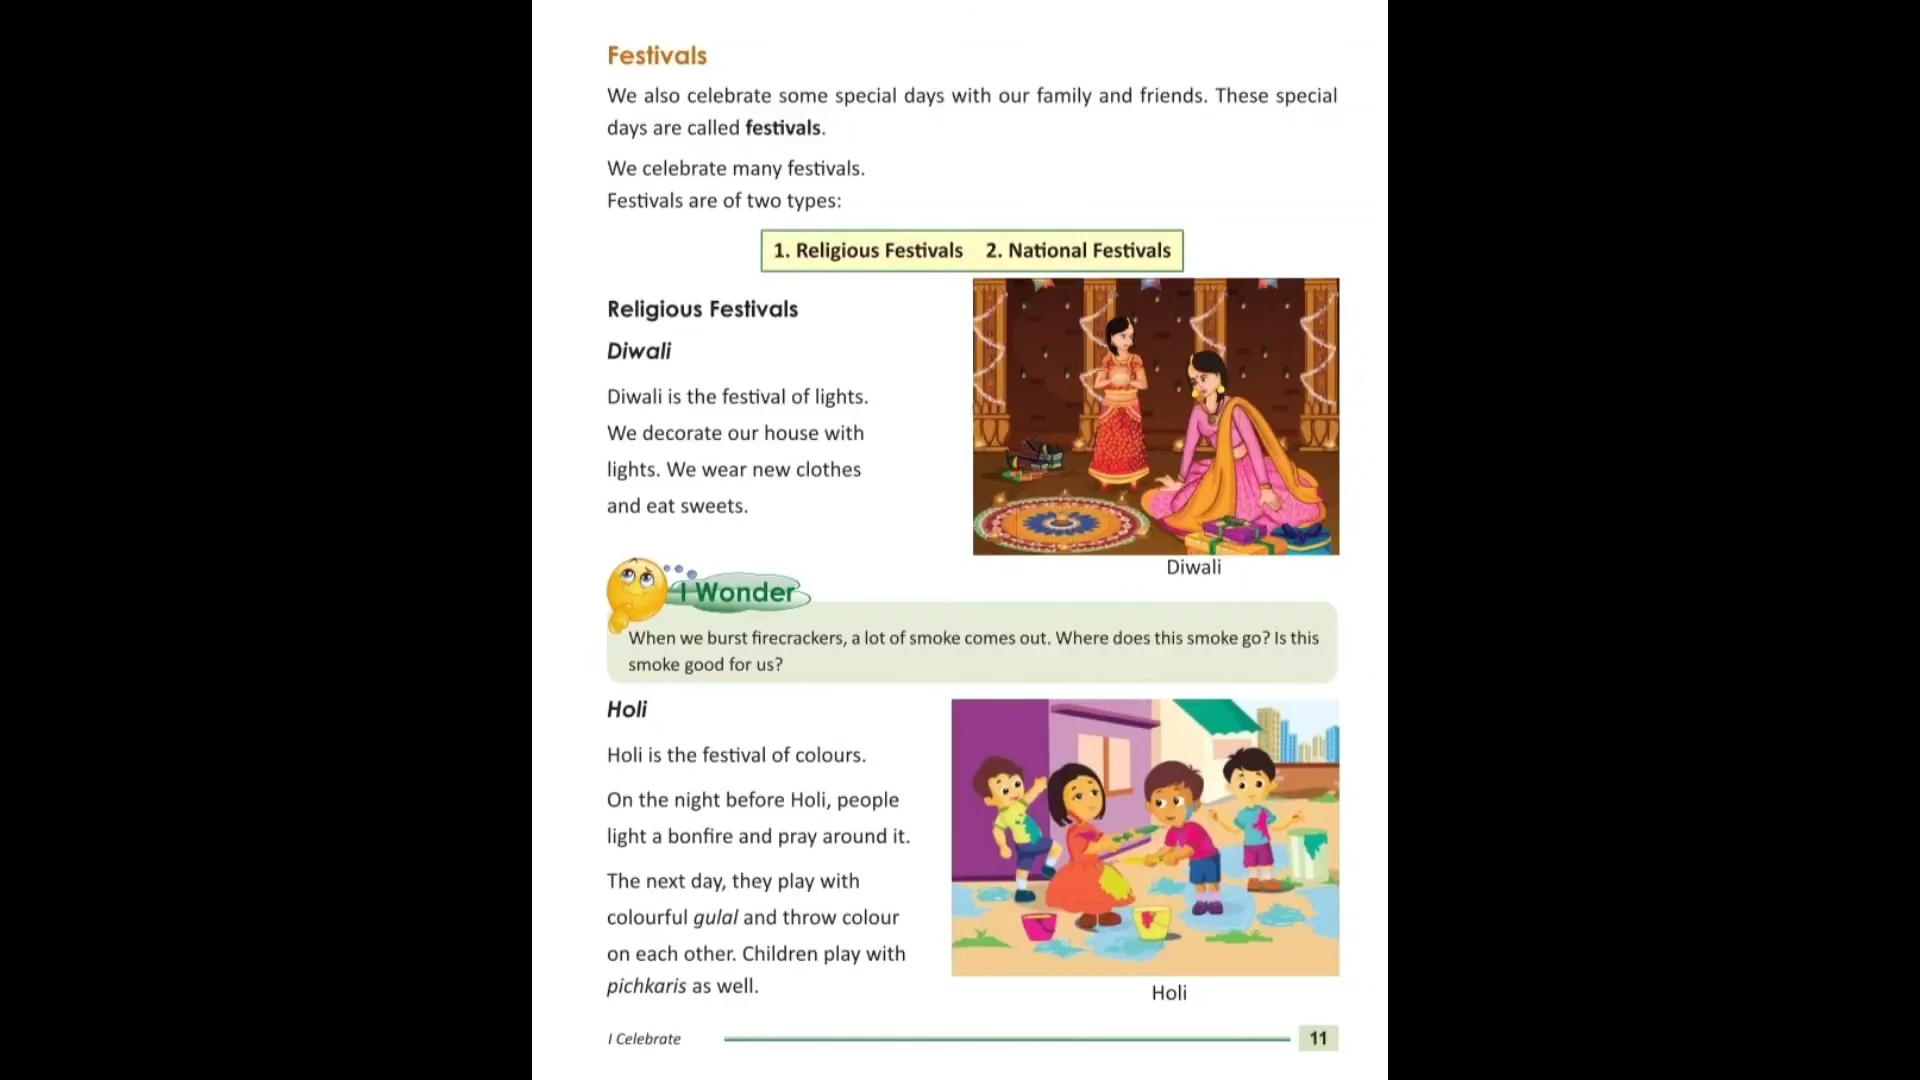 Festivals
We also celebrate some special days with our family and friends. These special
days are called festivals.
We celebrate many festivals.
Festivals are of two types:
1. Religious Festivals 2. National Festivals
Religious Festivals
Diwali
Diwali is the festival of lights.
We decorate our house with
lights. We wear new clothes
and eat sweets.
Diwali
I Wonder
When we burst firecrackers, a lot of smoke comes out. Where does this smoke go? Is this
smoke good for us?
Holi
Holi is the festival of colours.
On the night before Holi, people
light a bonfire and pray around it.
The next day, they play with
colourful gulal and throw colour
on each other. Children play with
pichkaris as well.
Holi
I Celebrate
11